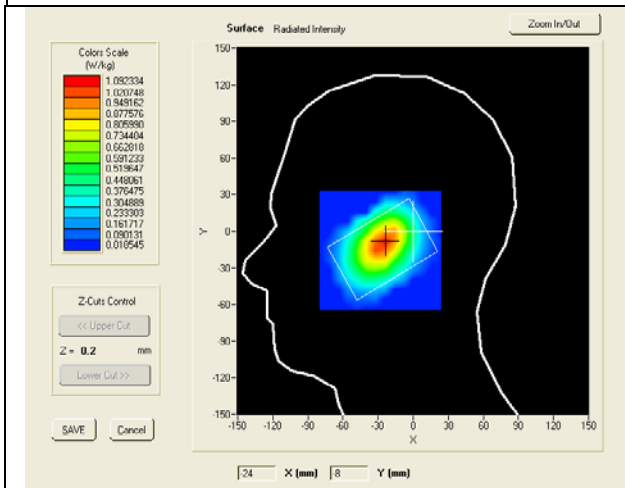 Surface Radiated Intensity
Zoom In/Out
Colors Scale
(W/kg)
1.092334
1.020748
0.949162
0.877576
0.805990
0.734404
0.662818
0.591233
0.519647
0.448061
0.376475
0.304889
0.233303
0.161717
0.090131
0.018545
Z-Cuts Control
<< Upper Cut
Z = 0.2 mm
Lower Cut >>
SAVE Cancel
150
120
90
60
30
0
-30
-60
-90
-120
-150
Y
-150 -120 -90 -60 -30 0 30 60 90 120 150
X
-24 X (mm) -8 Y (mm)